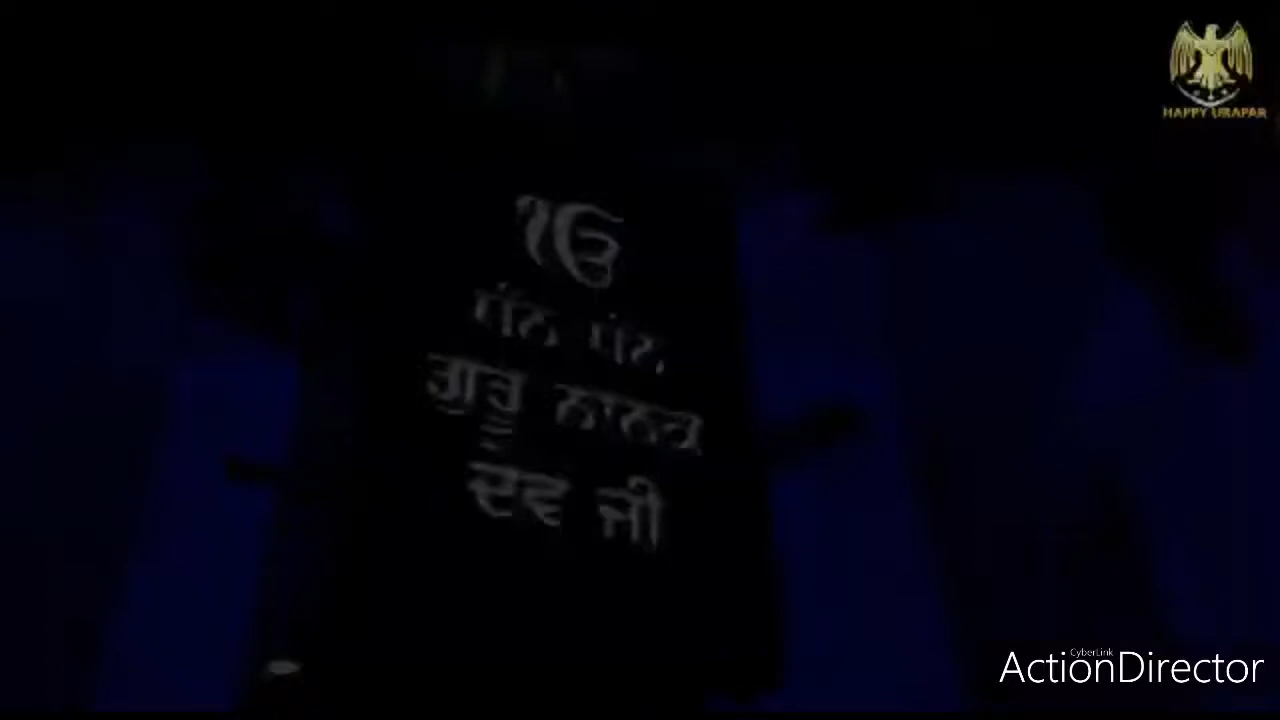 HAPPY URAPAR
ੴ
ਧੰਨ ਧੰਨ
ਗੁਰੂ ਨਾਨਕ
ਦੇਵ ਜੀ
CyberLink
ActionDirector